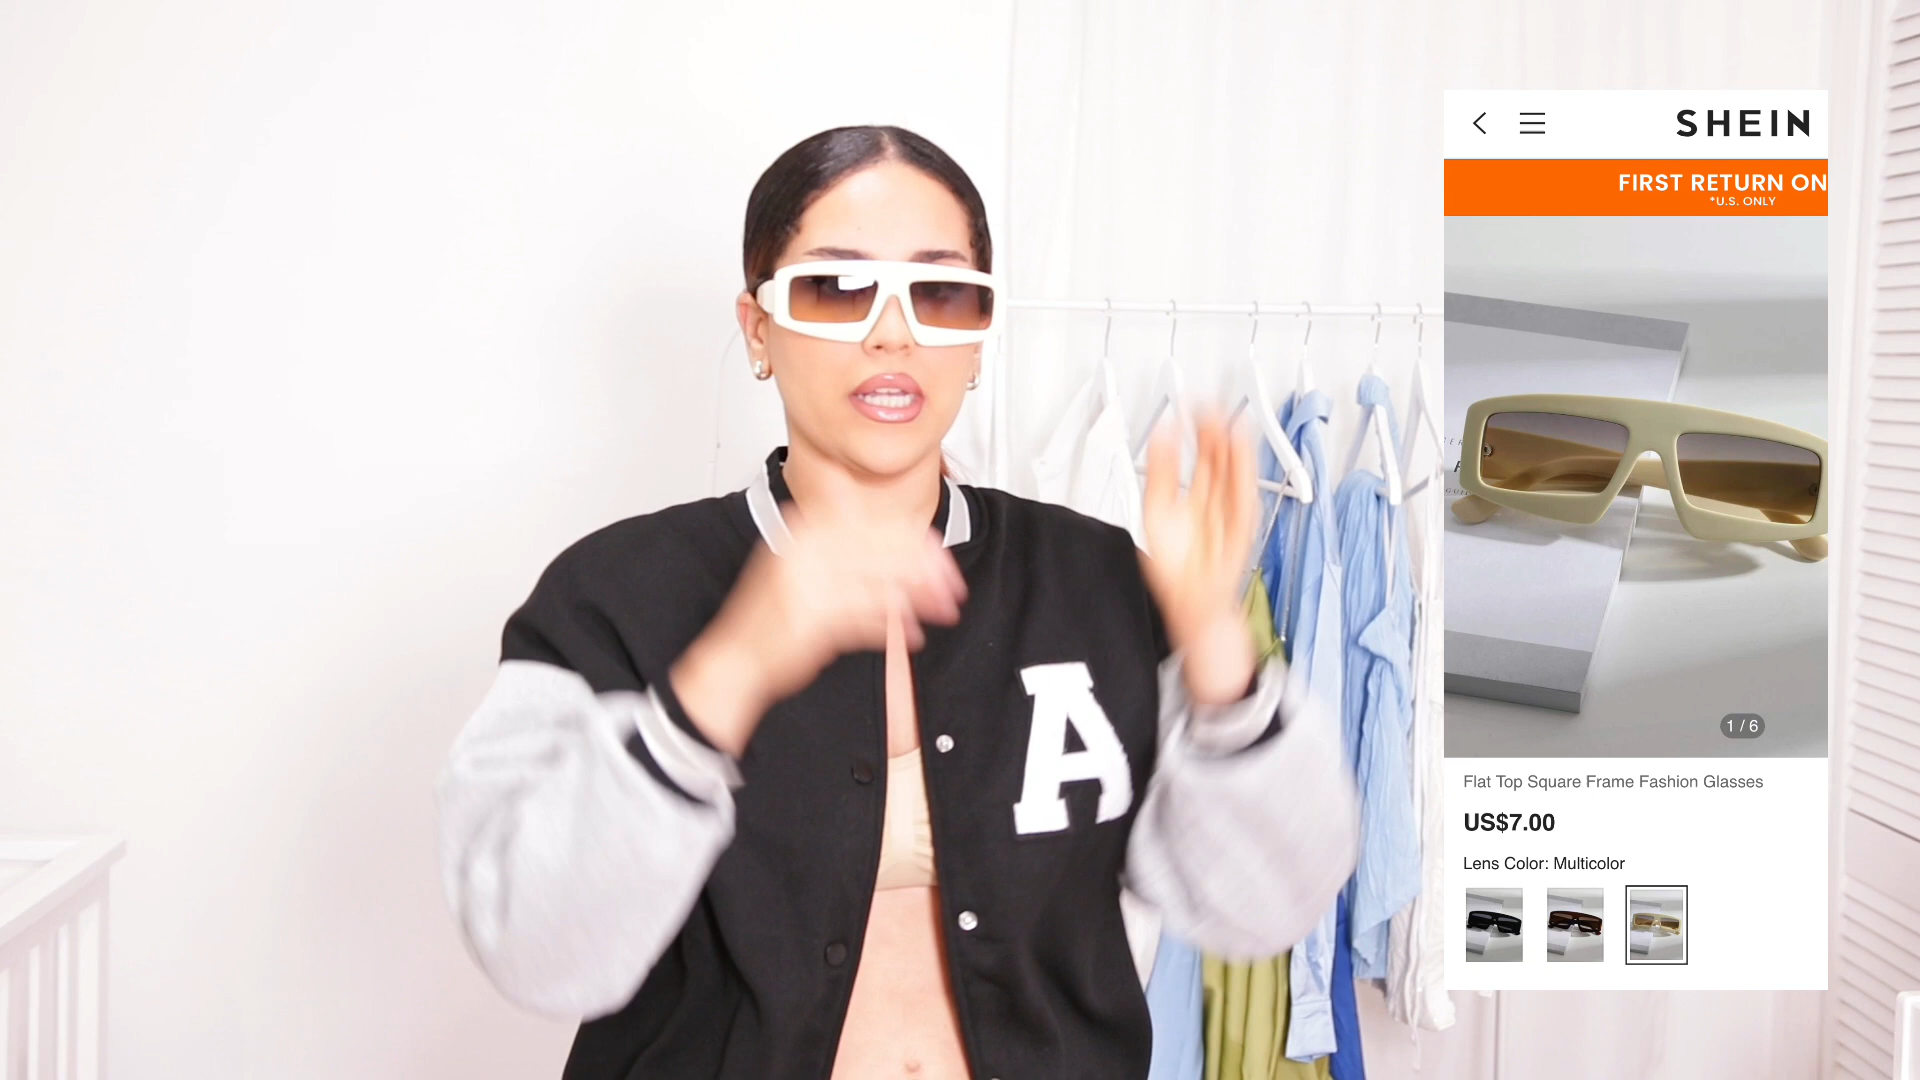 SHEIN
FIRST RETURN ON
*U.S. ONLY
A
1 / 6
Flat Top Square Frame Fashion Glasses
US$7.00
Lens Color: Multicolor